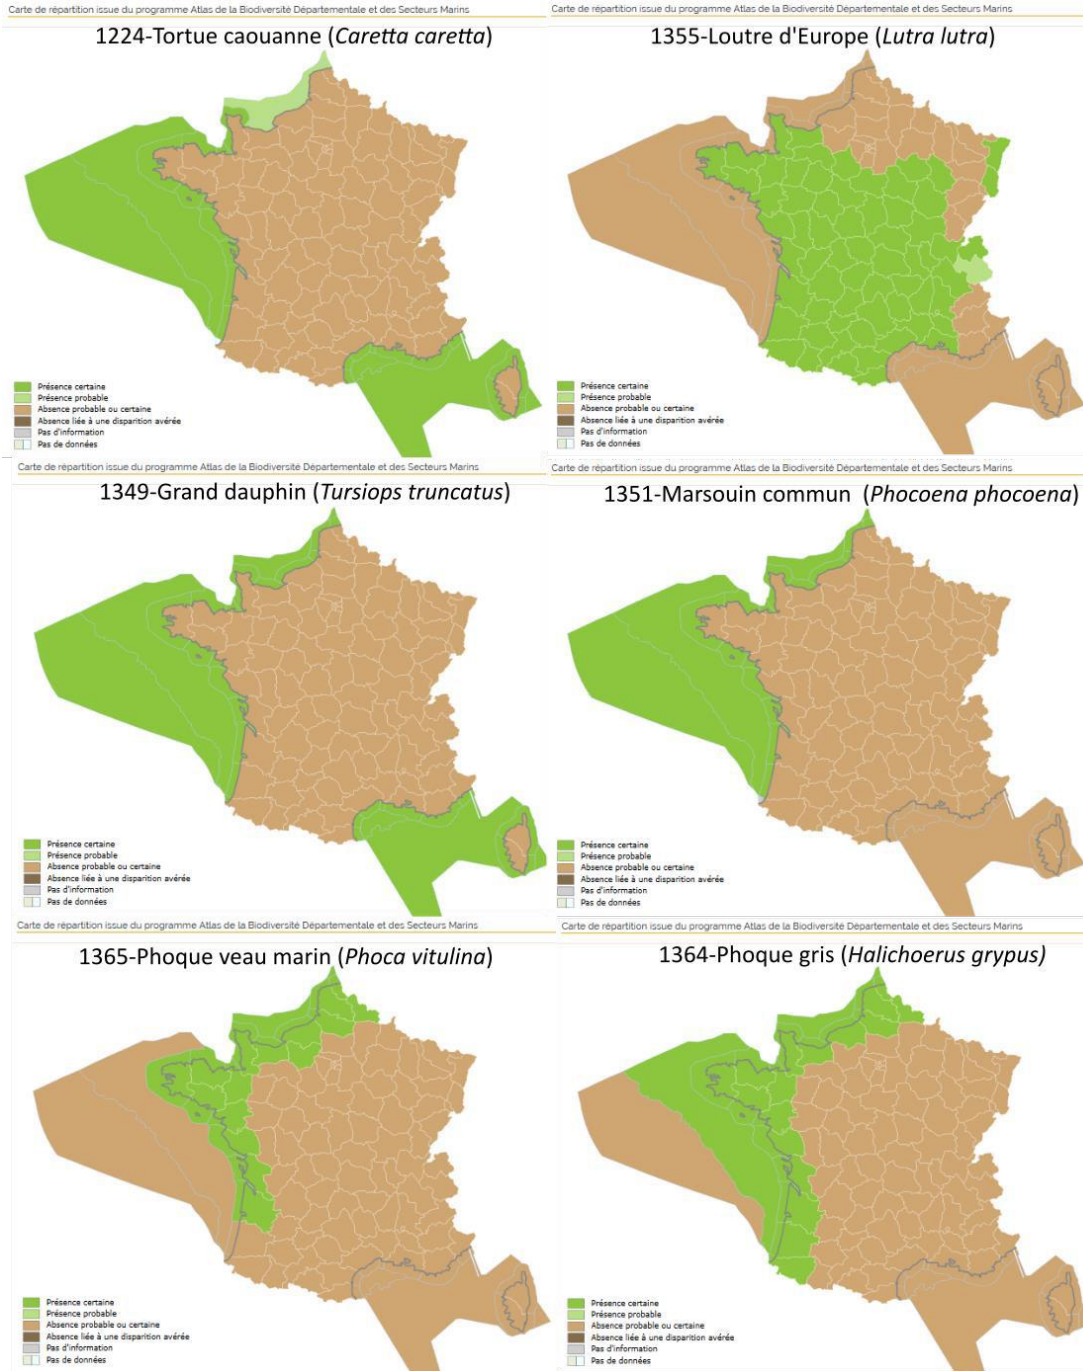 Carte de répartition issue du programme Atlas de la Biodiversité Départementale et des Secteurs Marins
1224-Tortue caouanne (Caretta caretta)
Présence certaine
Présence probable
Absence probable ou certaine
Absence liée à une disparition avérée
Pas d'information
Pas de données
Carte de répartition issue du programme Atlas de la Biodiversité Départementale et des Secteurs Marins
1355-Loutre d'Europe (Lutra lutra)
Présence certaine
Présence probable
Absence probable ou certaine
Absence liée à une disparition avérée
Pas d'information
Pas de données
Carte de répartition issue du programme Atlas de la Biodiversité Départementale et des Secteurs Marins
1349-Grand dauphin (Tursiops truncatus)
Présence certaine
Présence probable
Absence probable ou certaine
Absence liée à une disparition avérée
Pas d'information
Pas de données
Carte de répartition issue du programme Atlas de la Biodiversité Départementale et des Secteurs Marins
1351-Marsouin commun (Phocoena phocoena)
Présence certaine
Présence probable
Absence probable ou certaine
Absence liée à une disparition avérée
Pas d'information
Pas de données
Carte de répartition issue du programme Atlas de la Biodiversité Départementale et des Secteurs Marins
1365-Phoque veau marin (Phoca vitulina)
Présence certaine
Présence probable
Absence probable ou certaine
Absence liée à une disparition avérée
Pas d'information
Pas de données
Carte de répartition issue du programme Atlas de la Biodiversité Départementale et des Secteurs Marins
1364-Phoque gris (Halichoerus grypus)
Présence certaine
Présence probable
Absence probable ou certaine
Absence liée à une disparition avérée
Pas d'information
Pas de données